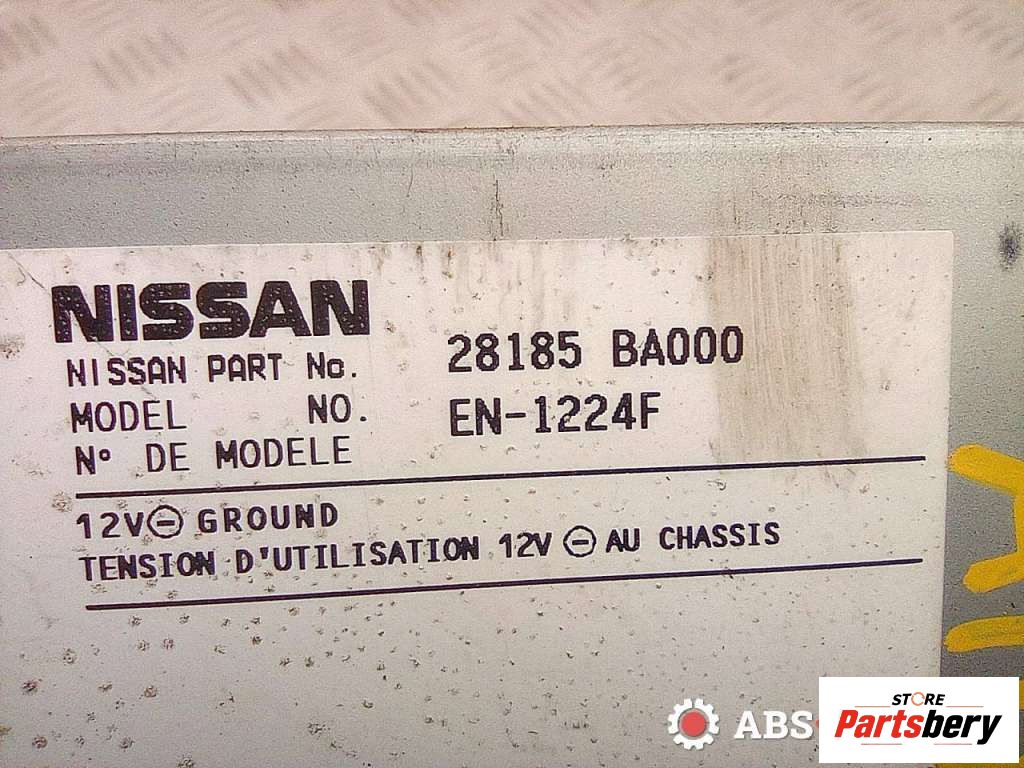 NISSAN
NISSAN PART No. 28185 BA000
MODEL NO. EN-1224F
N° DE MODELE
12V ⊖ GROUND
TENSION D'UTILISATION 12V ⊖ AU CHASSIS
ABS
STORE
Partsbery